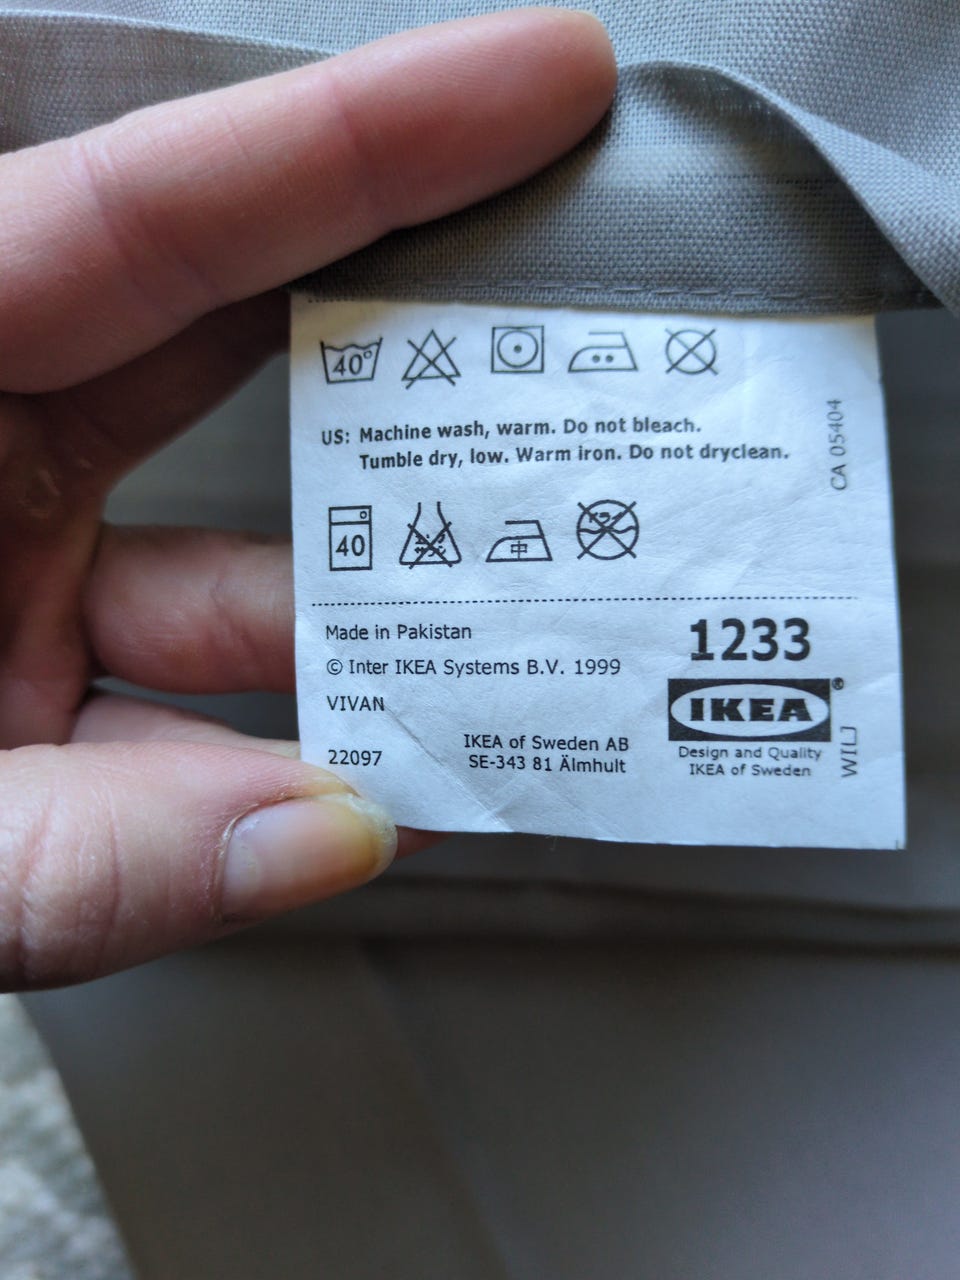 40°
CA 05404
US: Machine wash, warm. Do not bleach.
Tumble dry, low. Warm iron. Do not dryclean.
40
中
Made in Pakistan
© Inter IKEA Systems B.V. 1999
VIVAN
22097
IKEA of Sweden AB
SE-343 81 Älmhult
1233
IKEA®
Design and Quality
IKEA of Sweden
WILJ